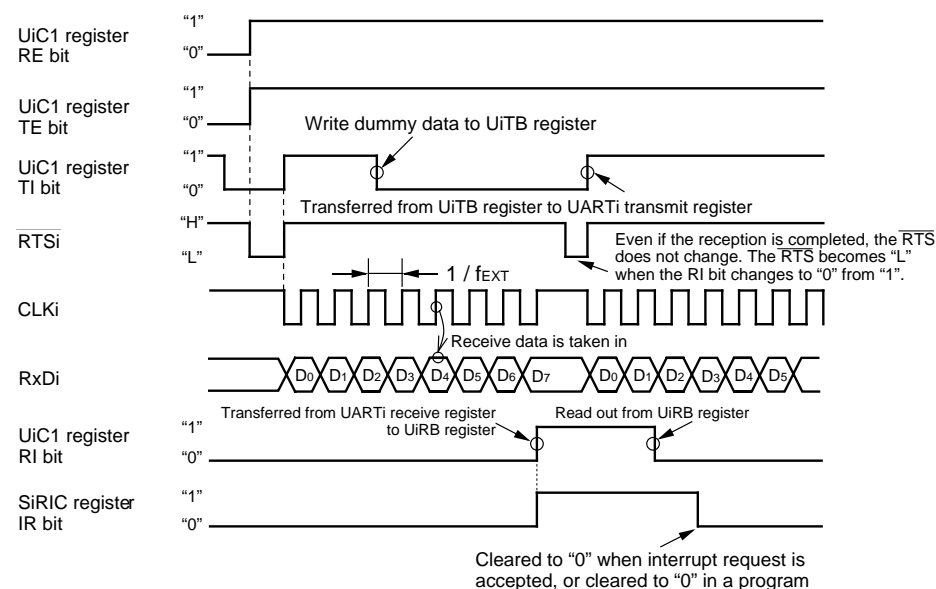 UiC1 register
RE bit
“1”
“0”
UiC1 register
TE bit
“1”
“0”
Write dummy data to UiTB register
UiC1 register
TI bit
“1”
“0”
Transferred from UiTB register to UARTi transmit register
RTSi
“H”
“L”
Even if the reception is completed, the RTS
does not change. The RTS becomes “L”
when the RI bit changes to “0” from “1”.
1 / fEXT
CLKi
Receive data is taken in
RxDi
D0 D1 D2 D3 D4 D5 D6 D7 D0 D1 D2 D3 D4 D5
Transferred from UARTi receive register
to UiRB register
Read out from UiRB register
UiC1 register
RI bit
“1”
“0”
SiRIC register
IR bit
“1”
“0”
Cleared to “0” when interrupt request is
accepted, or cleared to “0” in a program